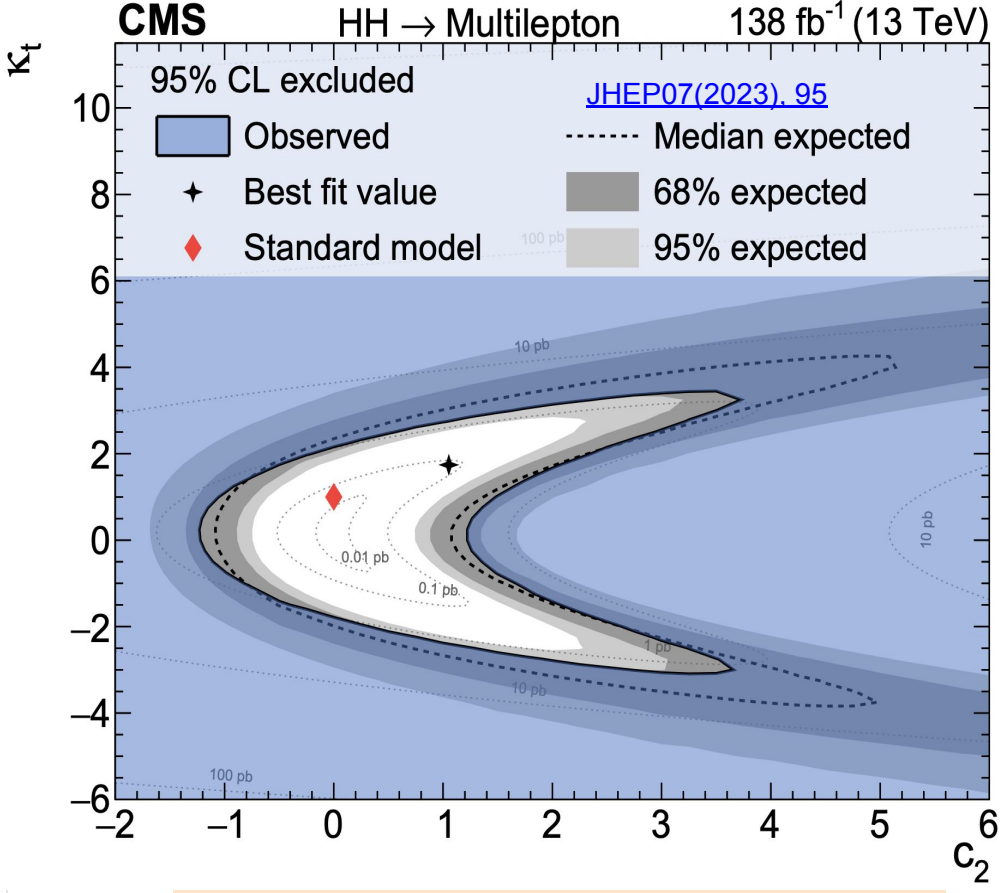 CMS HH → Multilepton 138 fb⁻¹ (13 TeV)
κt
95% CL excluded
JHEP07(2023), 95
Observed
Median expected
Best fit value
68% expected
Standard model
95% expected
10
8
6
4
2
0
−2
−4
−6
100 pb
10 pb
10 pb
0.01 pb
0.1 pb
1 pb
10 pb
100 pb
−2 −1 0 1 2 3 4 5 6
c₂